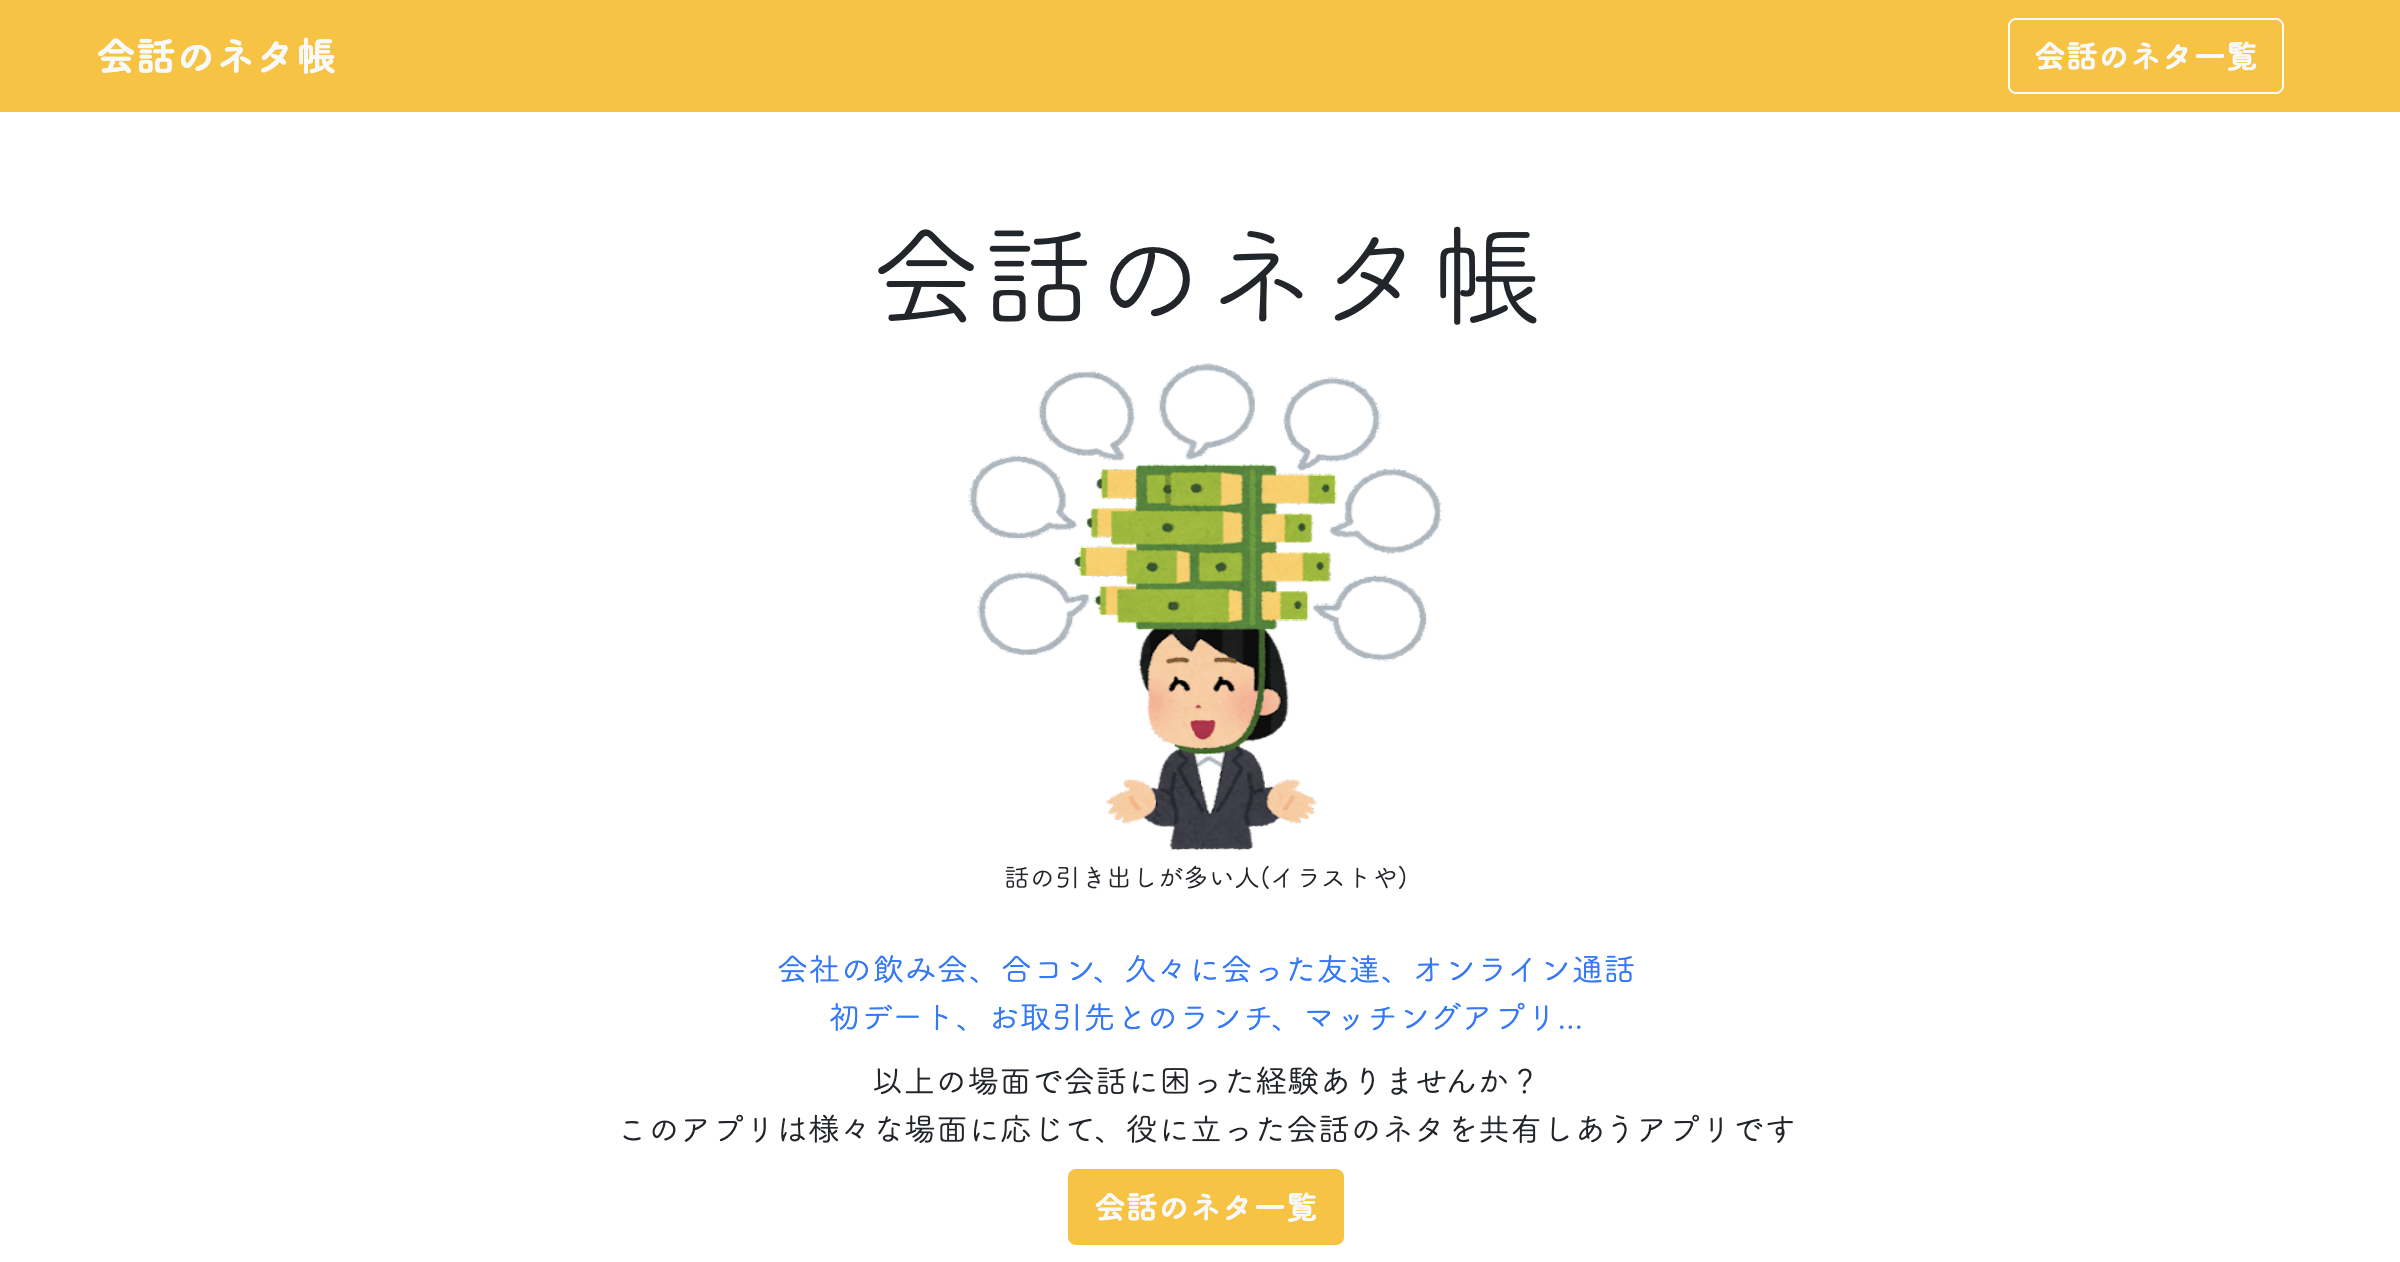 会話のネタ帳
会話のネタ一覧
会話のネタ帳
話の引き出しが多い人(イラストや)
会社の飲み会、合コン、久々に会った友達、オンライン通話
初デート、お取引先とのランチ、マッチングアプリ...
以上の場面で会話に困った経験ありませんか？
このアプリは様々な場面に応じて、役に立った会話のネタを共有しあうアプリです
会話のネタ一覧